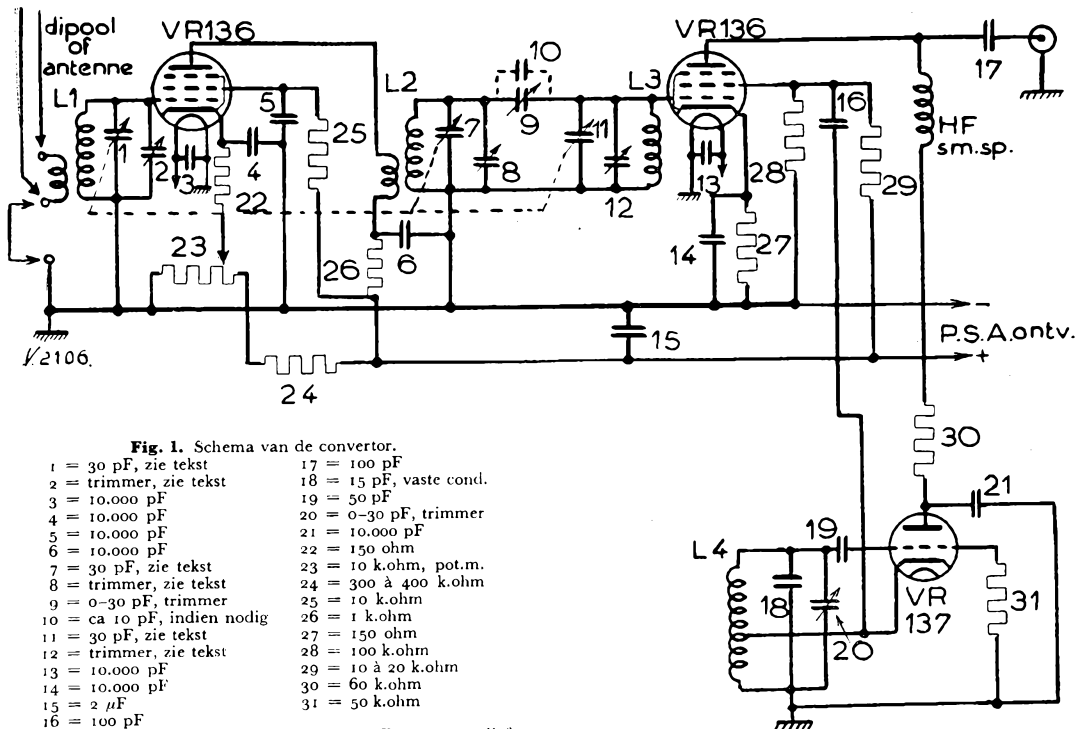 dipool
of
antenne
VR136
VR136
10
17
L1
L2
L3
1
2
3
4
5
25
7
8
9
11
12
13
28
16
29
HF
sm.sp.
22
23
26
6
14
27
15
24
-
P.S.A.ontv.
+
V.2106.
30
21
19
L4
18
20
VR
137
31
Fig. 1. Schema van de convertor.
1 = 30 pF, zie tekst
2 = trimmer, zie tekst
3 = 10.000 pF
4 = 10.000 pF
5 = 10.000 pF
6 = 10.000 pF
7 = 30 pF, zie tekst
8 = trimmer, zie tekst
9 = 0-30 pF, trimmer
10 = ca 10 pF, indien nodig
11 = 30 pF, zie tekst
12 = trimmer, zie tekst
13 = 10.000 pF
14 = 10.000 pF
15 = 2 μF
16 = 100 pF
17 = 100 pF
18 = 15 pF, vaste cond.
19 = 50 pF
20 = 0-30 pF, trimmer
21 = 10.000 pF
22 = 150 ohm
23 = 10 k.ohm, pot.m.
24 = 300 à 400 k.ohm
25 = 10 k.ohm
26 = 1 k.ohm
27 = 150 ohm
28 = 100 k.ohm
29 = 10 à 20 k.ohm
30 = 60 k.ohm
31 = 50 k.ohm